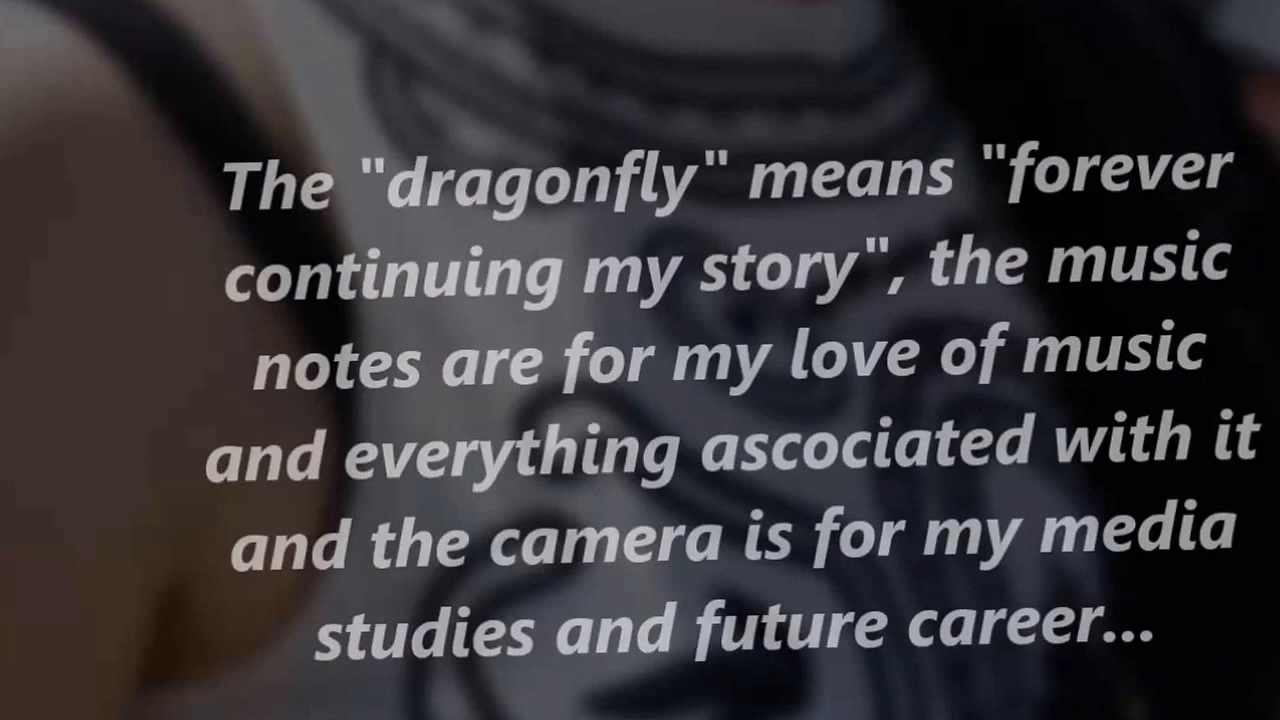 The "dragonfly" means "forever
continuing my story", the music
notes are for my love of music
and everything ascociated with it
and the camera is for my media
studies and future career...